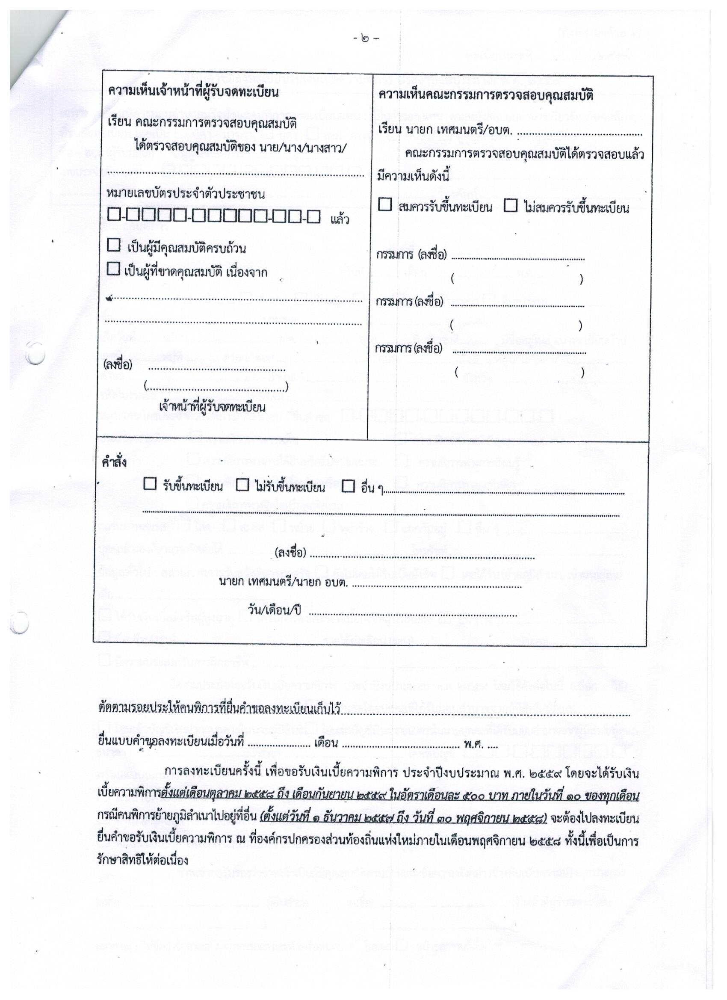 - ๒ -
ความเห็นเจ้าหน้าที่ผู้รับจดทะเบียน
เรียน คณะกรรมการตรวจสอบคุณสมบัติ
ได้ตรวจสอบคุณสมบัติของ นาย/นาง/นางสาว/
................................................................................
หมายเลขบัตรประจำตัวประชาชน
☐-☐☐☐☐-☐☐☐☐☐-☐☐-☐ แล้ว
☐ เป็นผู้มีคุณสมบัติครบถ้วน
☐ เป็นผู้ที่ขาดคุณสมบัติ เนื่องจาก
................................................................................
................................................................................
(ลงชื่อ) ............................................
(............................................)
เจ้าหน้าที่ผู้รับจดทะเบียน
ความเห็นคณะกรรมการตรวจสอบคุณสมบัติ
เรียน นายก เทศมนตรี/อบต. ........................................
คณะกรรมการตรวจสอบคุณสมบัติได้ตรวจสอบแล้ว
มีความเห็นดังนี้
☐ สมควรรับขึ้นทะเบียน ☐ ไม่สมควรรับขึ้นทะเบียน
กรรมการ (ลงชื่อ) ............................................
( )
กรรมการ (ลงชื่อ) ............................................
( )
กรรมการ (ลงชื่อ) ............................................
( )
คำสั่ง
☐ รับขึ้นทะเบียน ☐ ไม่รับขึ้นทะเบียน ☐ อื่น ๆ................................................................
................................................................................................................
(ลงชื่อ) ........................................................................
นายก เทศมนตรี/นายก อบต. ........................................................
วัน/เดือน/ปี ................................................................
ตัดตามรอยประให้คนพิการที่ยื่นคำขอลงทะเบียนเก็บไว้................................................................
ยื่นแบบคำขอลงทะเบียนเมื่อวันที่ ...................... เดือน ........................................ พ.ศ. ....
การลงทะเบียนครั้งนี้ เพื่อขอรับเงินเบี้ยความพิการ ประจำปีงบประมาณ พ.ศ. ๒๕๕๙ โดยจะได้รับเงิน
เบี้ยความพิการตั้งแต่เดือนตุลาคม ๒๕๕๘ ถึง เดือนกันยายน ๒๕๕๙ ในอัตราเดือนละ ๕๐๐ บาท ภายในวันที่ ๑๐ ของทุกเดือน
กรณีคนพิการย้ายภูมิลำเนาไปอยู่ที่อื่น (ตั้งแต่วันที่ ๑ ธันวาคม ๒๕๕๗ ถึง วันที่ ๓๐ พฤศจิกายน ๒๕๕๘) จะต้องไปลงทะเบียน
ยื่นคำขอรับเงินเบี้ยความพิการ ณ ที่องค์กรปกครองส่วนท้องถิ่นแห่งใหม่ภายในเดือนพฤศจิกายน ๒๕๕๘ ทั้งนี้เพื่อเป็นการ
รักษาสิทธิให้ต่อเนื่อง